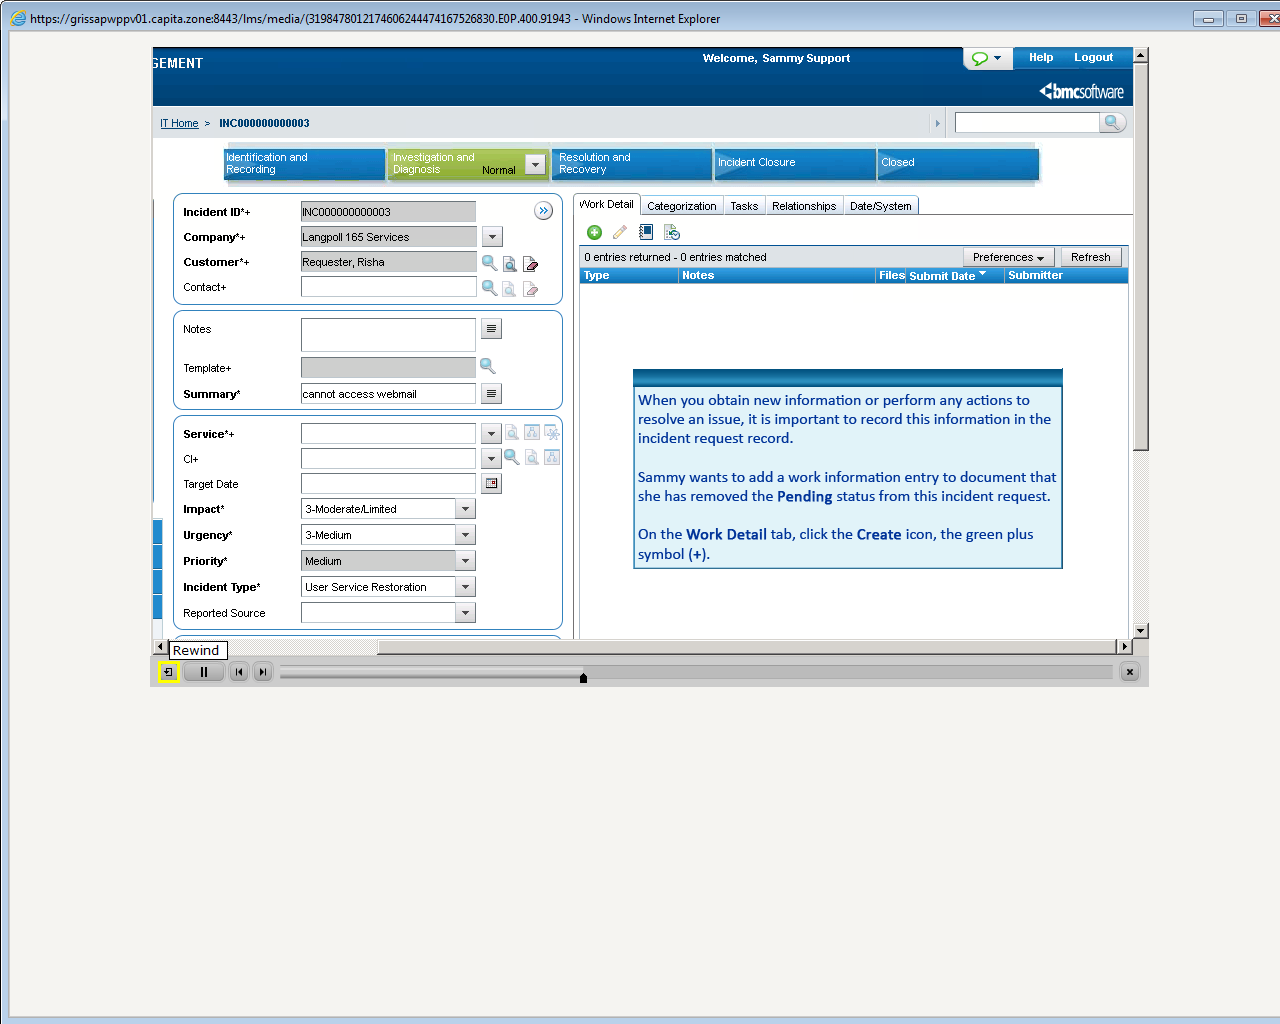 https://grissapwppv01.capita.zone:8443/lms/media/(3198478012174606244474167526830.E0P.400.91943 - Windows Internet Explorer
GEMENT
Welcome, Sammy Support
Help
Logout
bmcsoftware
IT Home > INC000000000003
Identification and
Recording
Investigation and
Diagnosis
Normal
Resolution and
Recovery
Incident Closure
Closed
Incident ID*+
INC000000000003
Company*+
Langpoll 165 Services
Customer*+
Requester, Risha
Contact+
Notes
Template+
Summary*
cannot access webmail
Service*+
CI+
Target Date
Impact*
3-Moderate/Limited
Urgency*
3-Medium
Priority*
Medium
Incident Type*
User Service Restoration
Reported Source
Work Detail
Categorization
Tasks
Relationships
Date/System
0 entries returned - 0 entries matched
Preferences
Refresh
Type
Notes
Files
Submit Date
Submitter
When you obtain new information or perform any actions to
resolve an issue, it is important to record this information in the
incident request record.
Sammy wants to add a work information entry to document that
she has removed the Pending status from this incident request.
On the Work Detail tab, click the Create icon, the green plus
symbol (+).
Rewind